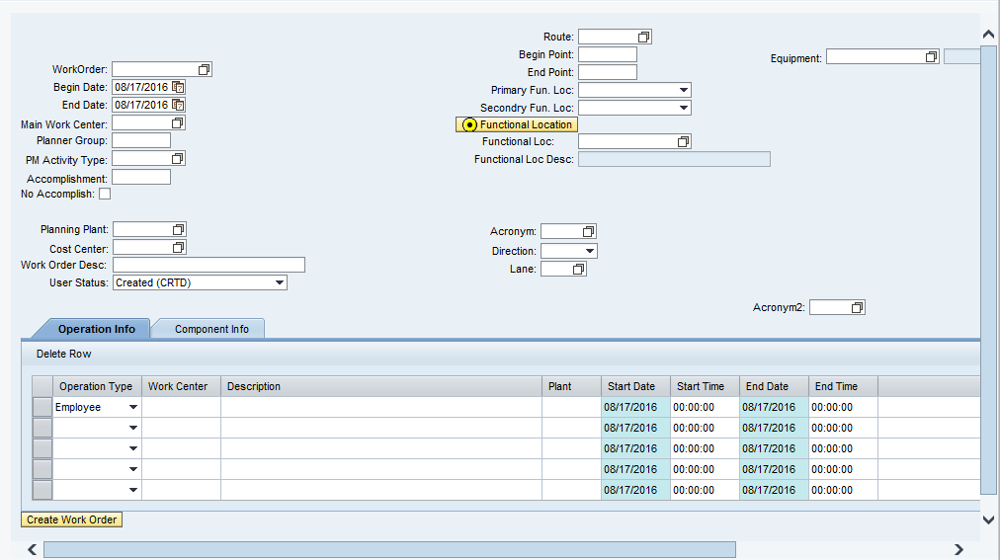 Route:
Begin Point:
Equipment:
WorkOrder:
End Point:
Begin Date: 08/17/2016
Primary Fun. Loc:
End Date: 08/17/2016
Secondry Fun. Loc:
Main Work Center:
Functional Location
Planner Group:
Functional Loc:
PM Activity Type:
Functional Loc Desc:
Accomplishment:
No Accomplish:
Planning Plant:
Acronym:
Cost Center:
Direction:
Work Order Desc:
Lane:
User Status: Created (CRTD)
Acronym2:
Operation Info Component Info
Delete Row
Operation Type Work Center Description Plant Start Date Start Time End Date End Time
Employee 08/17/2016 00:00:00 08/17/2016 00:00:00
08/17/2016 00:00:00 08/17/2016 00:00:00
08/17/2016 00:00:00 08/17/2016 00:00:00
08/17/2016 00:00:00 08/17/2016 00:00:00
08/17/2016 00:00:00 08/17/2016 00:00:00
Create Work Order